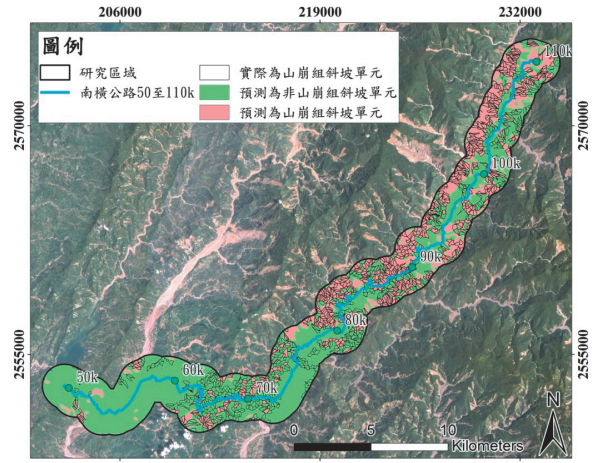 206000 219000 232000
圖例
研究區域
南橫公路50至110k
實際為山崩組斜坡單元
預測為非山崩組斜坡單元
預測為山崩組斜坡單元
2570000
2570000
2555000
2555000
110k
100k
90k
80k
70k
60k
50k
N
0 5 10
Kilometers